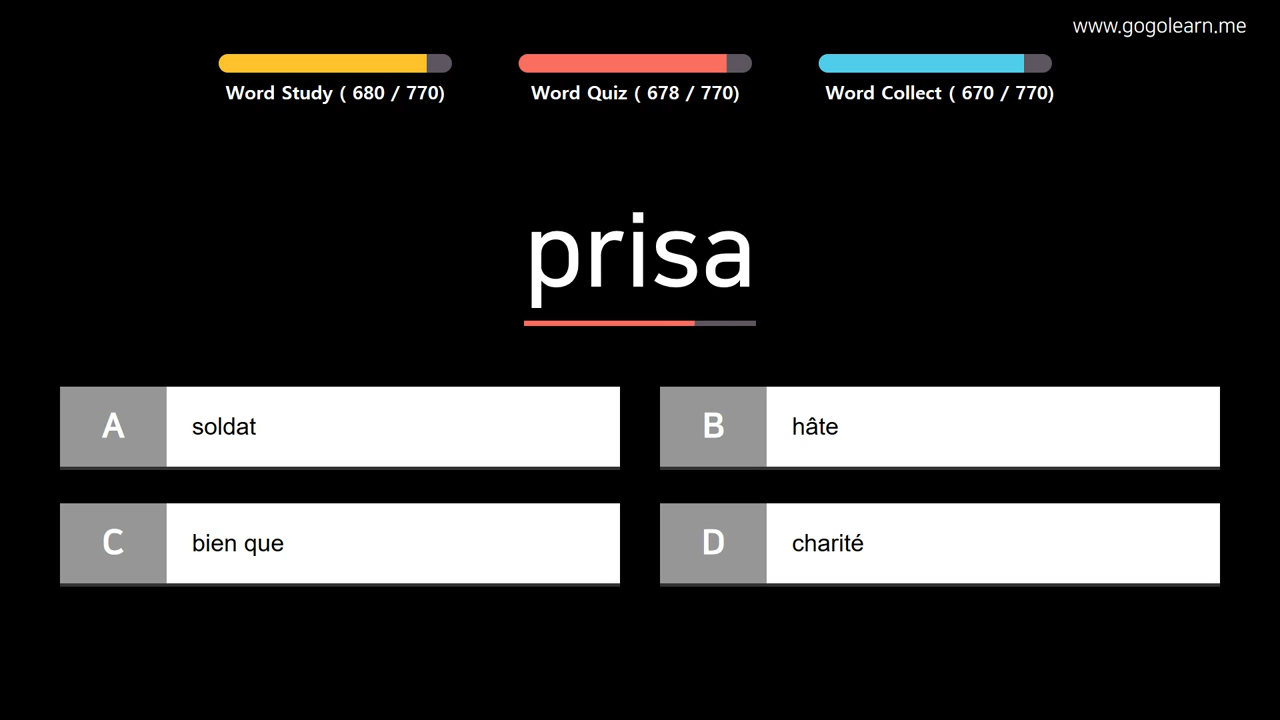 www.gogolearn.me
Word Study ( 680 / 770)
Word Quiz ( 678 / 770)
Word Collect ( 670 / 770)
prisa
A soldat
B hâte
C bien que
D charité